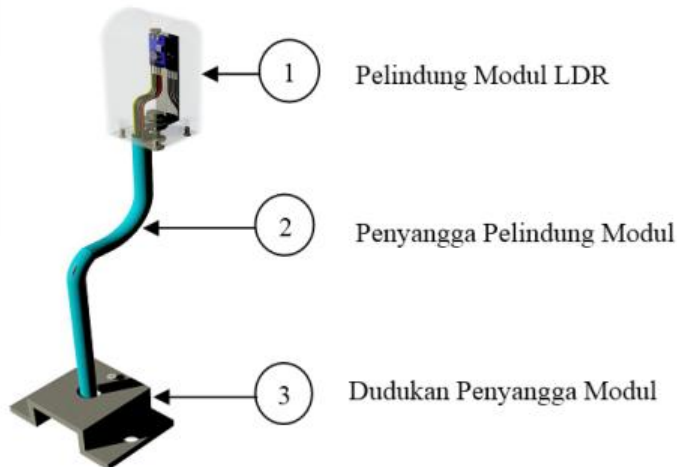 1 Pelindung Modul LDR
2 Penyangga Pelindung Modul
3 Dudukan Penyangga Modul